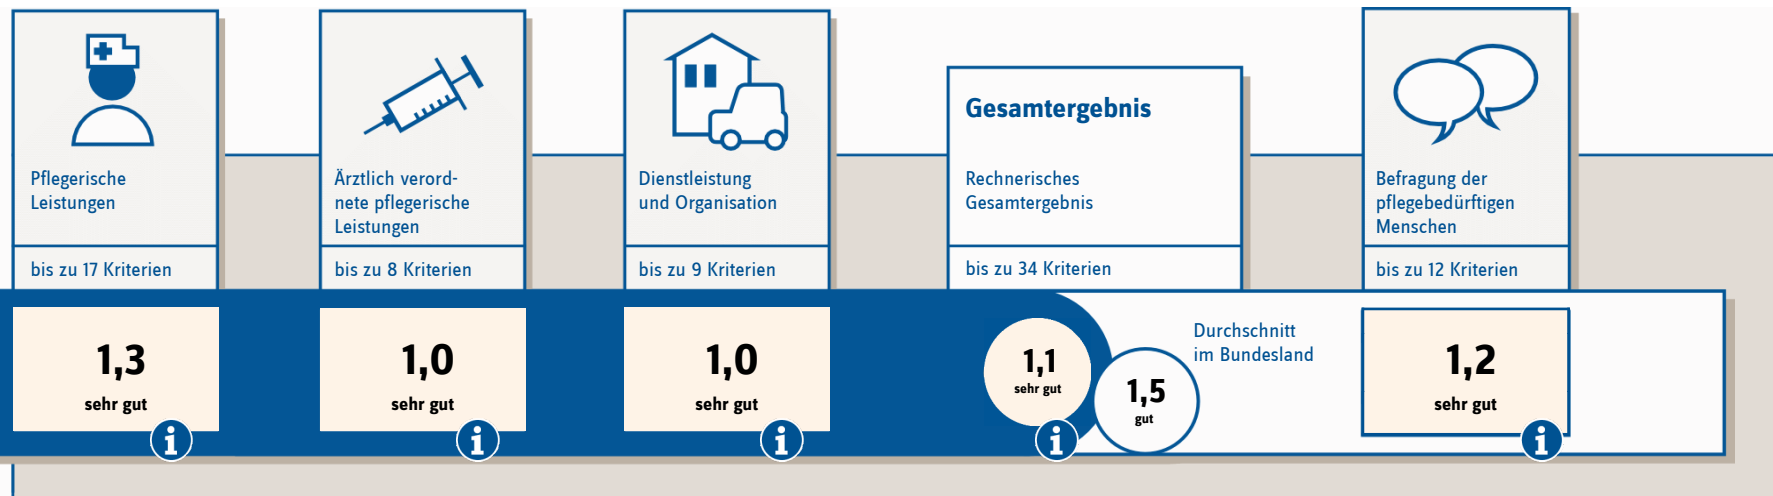 Pflegerische
Leistungen
bis zu 17 Kriterien
1,3
sehr gut
i
Ärztlich verord-
nete pflegerische
Leistungen
bis zu 8 Kriterien
1,0
sehr gut
i
Dienstleistung
und Organisation
bis zu 9 Kriterien
1,0
sehr gut
i
Gesamtergebnis
Rechnerisches
Gesamtergebnis
bis zu 34 Kriterien
1,1
sehr gut
i
Durchschnitt
im Bundesland
1,5
gut
Befragung der
pflegebedürftigen
Menschen
bis zu 12 Kriterien
1,2
sehr gut
i